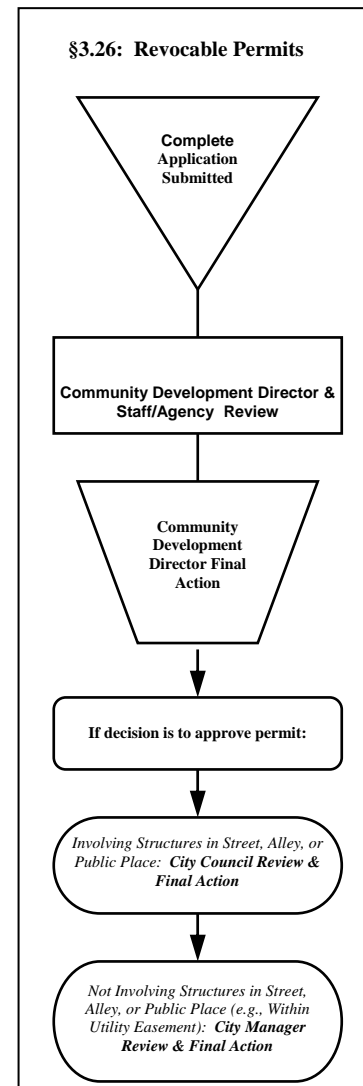 §3.26: Revocable Permits
Complete
Application
Submitted
Community Development Director &
Staff/Agency Review
Community
Development
Director Final
Action
If decision is to approve permit:
Involving Structures in Street, Alley, or
Public Place: City Council Review &
Final Action
Not Involving Structures in Street,
Alley, or Public Place (e.g., Within
Utility Easement): City Manager
Review & Final Action